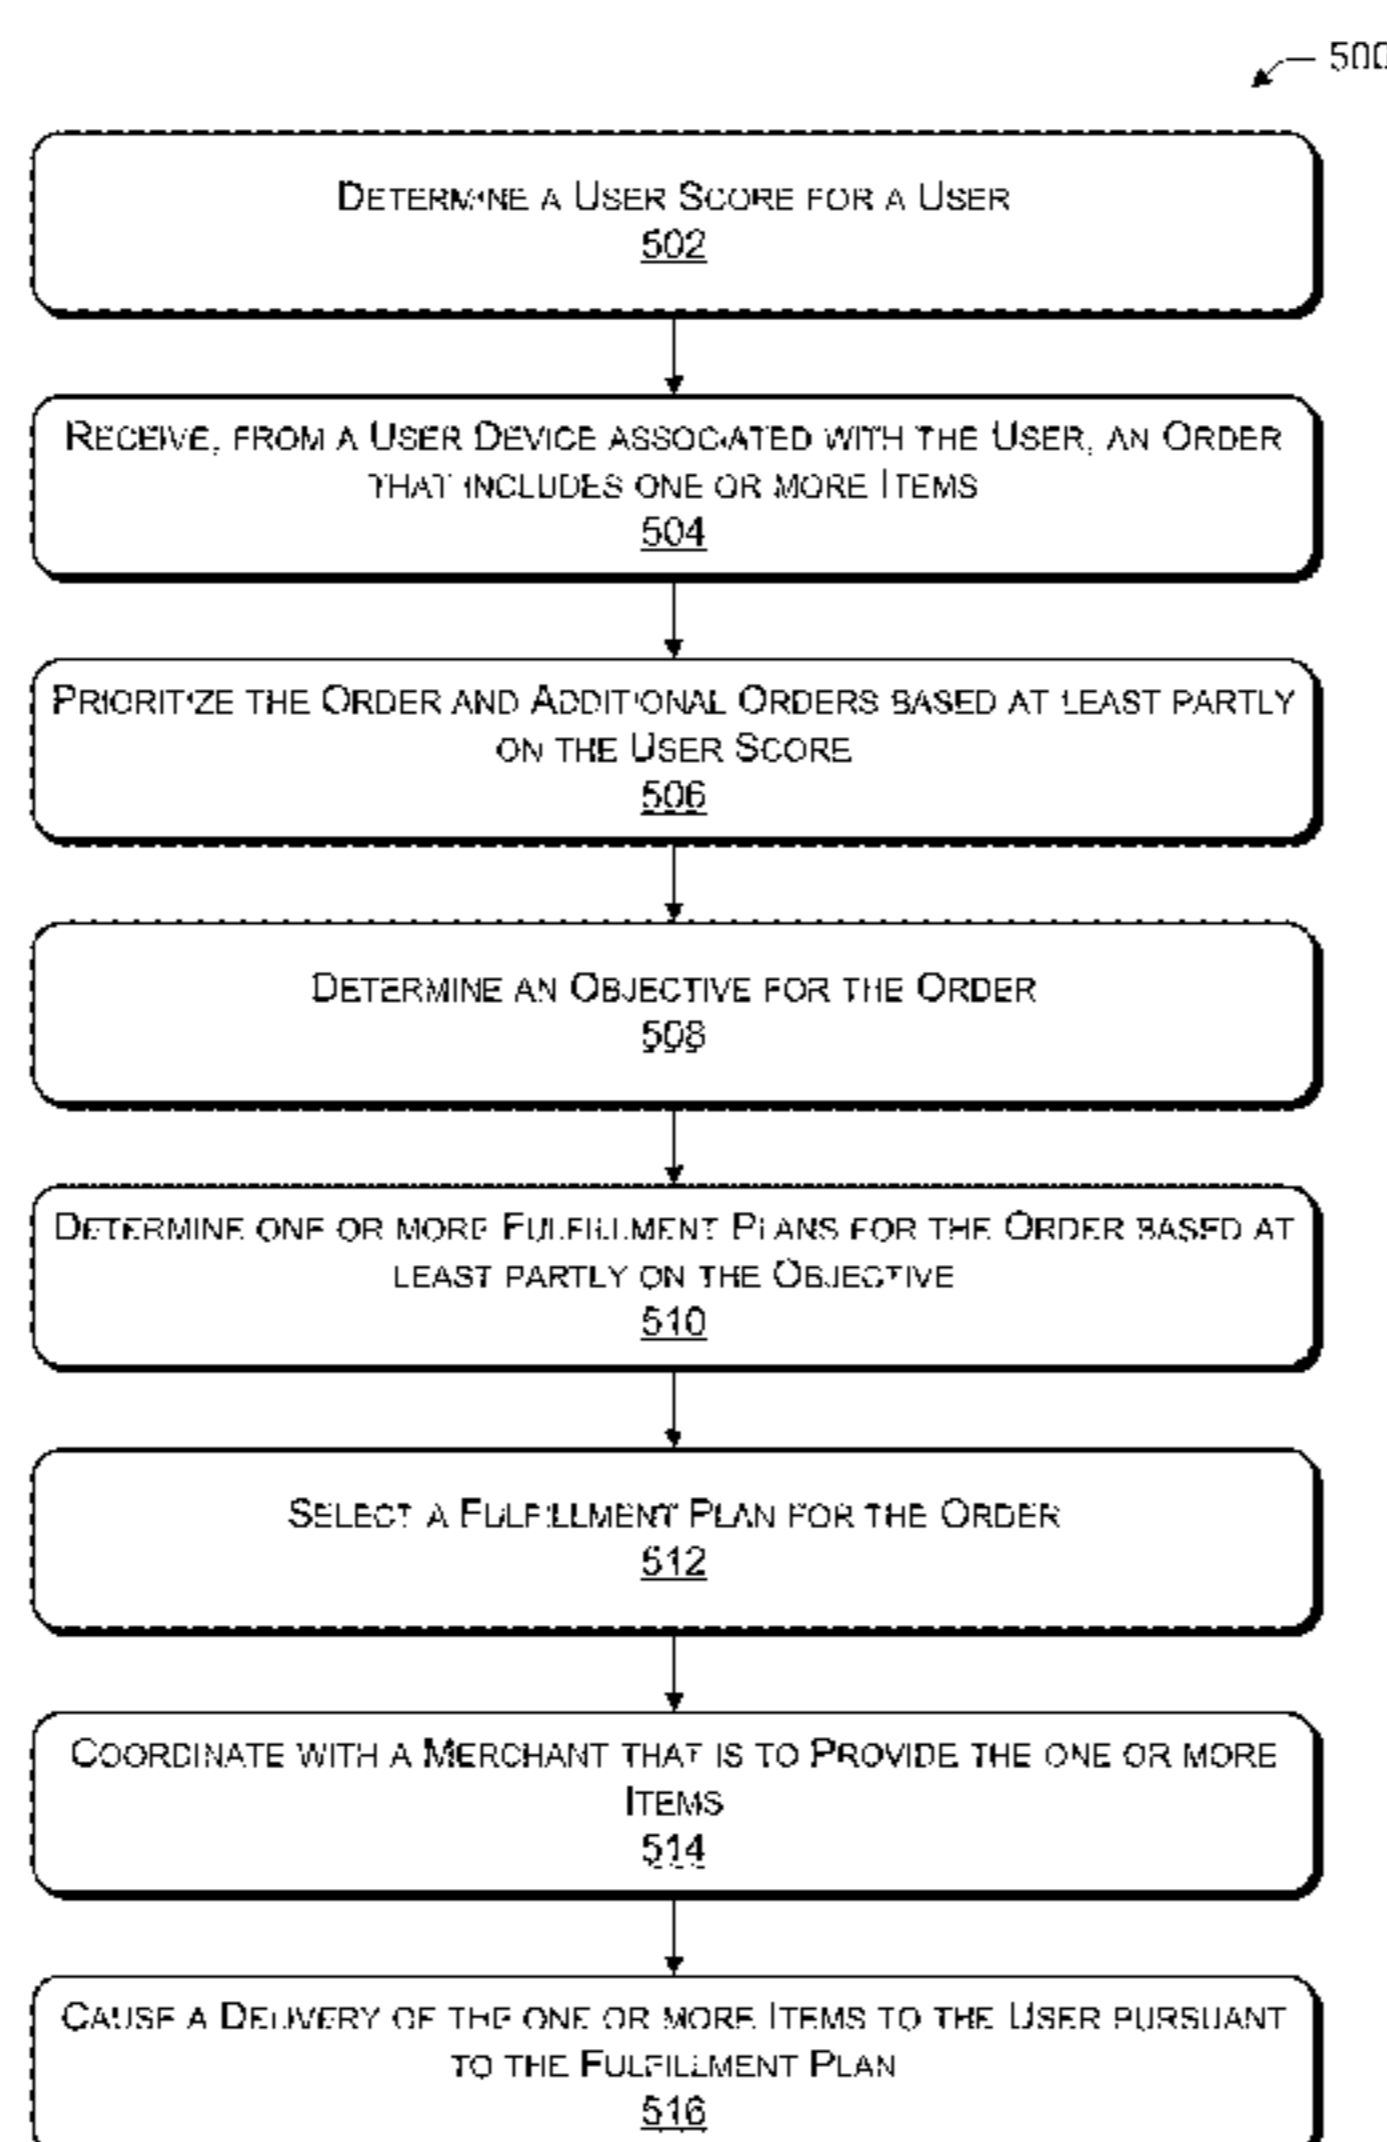 500
DETERMINE A USER SCORE FOR A USER
502
RECEIVE, FROM A USER DEVICE ASSOCIATED WITH THE USER, AN ORDER
THAT INCLUDES ONE OR MORE ITEMS
504
PRIORITIZE THE ORDER AND ADDITIONAL ORDERS BASED AT LEAST PARTLY
ON THE USER SCORE
506
DETERMINE AN OBJECTIVE FOR THE ORDER
508
DETERMINE ONE OR MORE FULFILLMENT PLANS FOR THE ORDER BASED AT
LEAST PARTLY ON THE OBJECTIVE
510
SELECT A FULFILLMENT PLAN FOR THE ORDER
512
COORDINATE WITH A MERCHANT THAT IS TO PROVIDE THE ONE OR MORE
ITEMS
514
CAUSE A DELIVERY OF THE ONE OR MORE ITEMS TO THE USER PURSUANT
TO THE FULFILLMENT PLAN
516